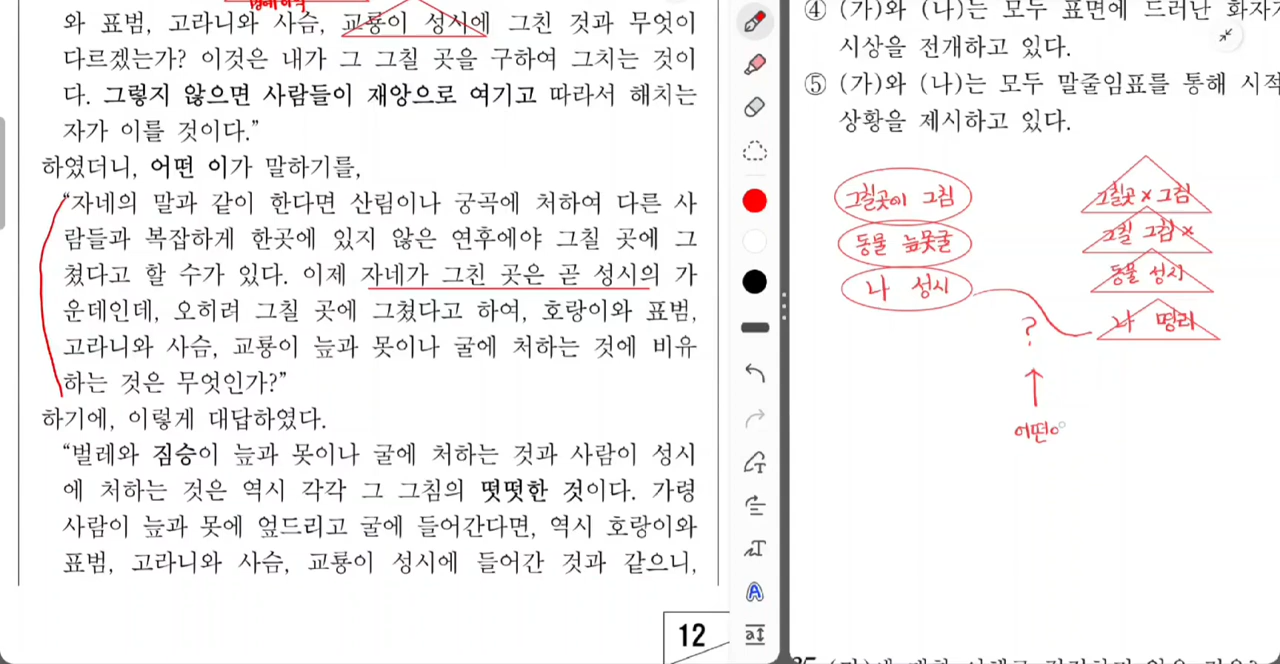 와 표범, 고라니와 사슴, 교룡이 성시에 그친 것과 무엇이
다르겠는가? 이것은 내가 그 그칠 곳을 구하여 그치는 것이
다. 그렇지 않으면 사람들이 재앙으로 여기고 따라서 해치는
자가 이를 것이다.”
하였더니, 어떤 이가 말하기를,
“자네의 말과 같이 한다면 산림이나 궁곡에 처하여 다른 사
람들과 복잡하게 한곳에 있지 않은 연후에야 그칠 곳에 그
쳤다고 할 수가 있다. 이제 자네가 그친 곳은 곧 성시의 가
운데인데, 오히려 그칠 곳에 그쳤다고 하여, 호랑이와 표범,
고라니와 사슴, 교룡이 늪과 못이나 굴에 처하는 것에 비유
하는 것은 무엇인가?”
하기에, 이렇게 대답하였다.
“벌레와 짐승이 늪과 못이나 굴에 처하는 것과 사람이 성시
에 처하는 것은 역시 각각 그 그침의 떳떳한 것이다. 가령
사람이 늪과 못에 엎드리고 굴에 들어간다면, 역시 호랑이와
표범, 고라니와 사슴, 교룡이 성시에 들어간 것과 같으니,
12
④ (가)와 (나)는 모두 표면에 드러난 화자가
시상을 전개하고 있다.
⑤ (가)와 (나)는 모두 말줄임표를 통해 시적
상황을 제시하고 있다.
그칠곳이 그침
동물 늪못굴
나 성시
그칠곳 × 그침
그칠 그침 ×
동물 성시
나 명리
?
어떤이